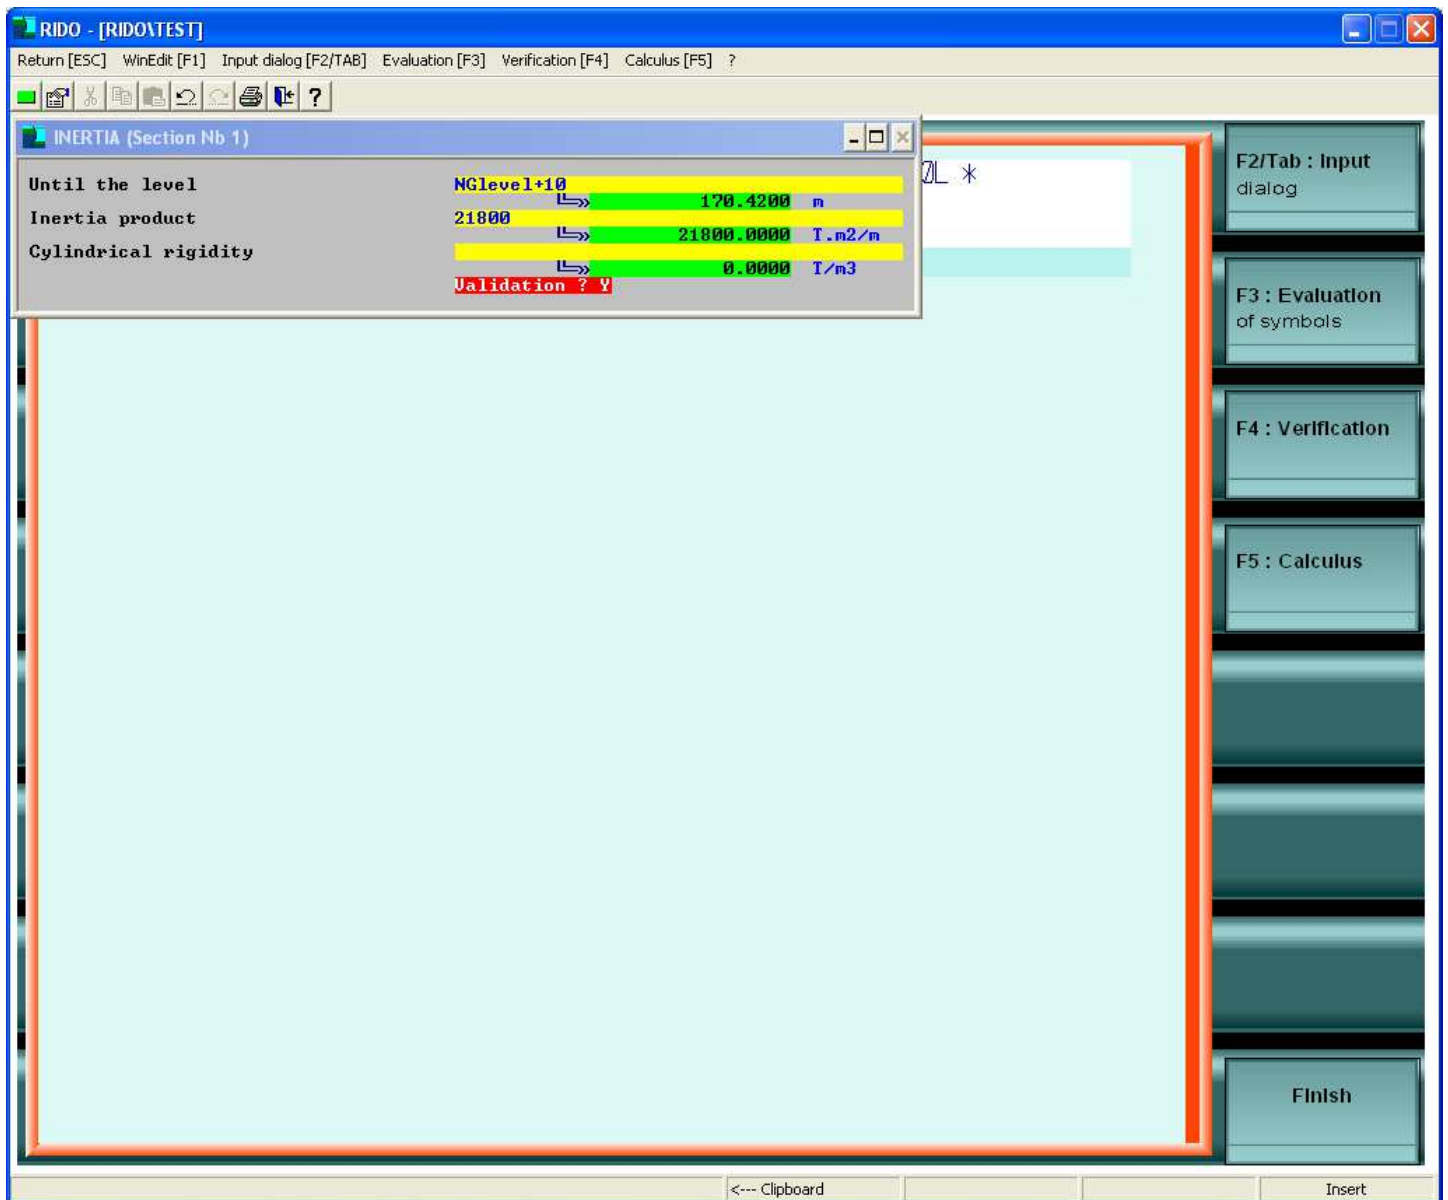 RIDO - [RIDO\TEST]
Return [ESC] WinEdit [F1] Input dialog [F2/TAB] Evaluation [F3] Verification [F4] Calculus [F5] ?
INERTIA (Section Nb 1)
Until the level NGlevel+10
170.4200 m
Inertia product 21800
21800.0000 T.m2/m
Cylindrical rigidity
0.0000 T/m3
Validation ? Y
F2/Tab : Input
dialog
F3 : Evaluation
of symbols
F4 : Verification
F5 : Calculus
Finish
<--- Clipboard Insert